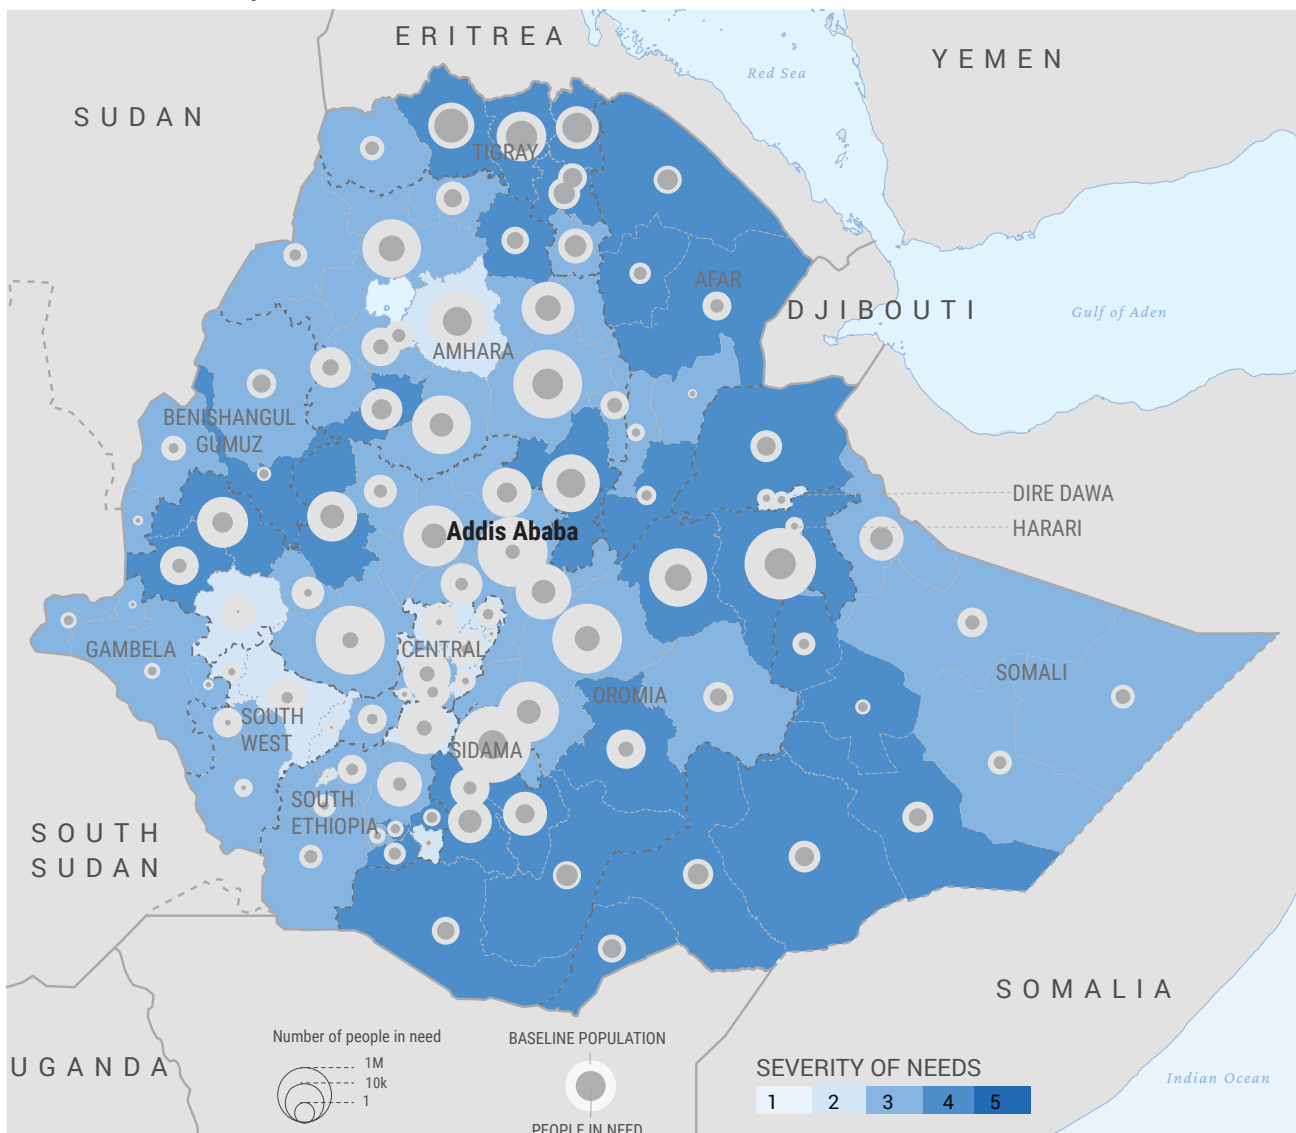 ERITREA
YEMEN
Red Sea
SUDAN
TIGRAY
AFAR
DJIBOUTI
Gulf of Aden
AMHARA
BENISHANGUL
GUMUZ
DIRE DAWA
HARARI
Addis Ababa
GAMBELA
CENTRAL
SOMALI
OROMIA
SOUTH
WEST
SIDAMA
SOUTH
ETHIOPIA
SOUTH
SUDAN
SOMALIA
UGANDA
Indian Ocean
Number of people in need
1M
10k
1
BASELINE POPULATION
PEOPLE IN NEED
SEVERITY OF NEEDS
1 2 3 4 5